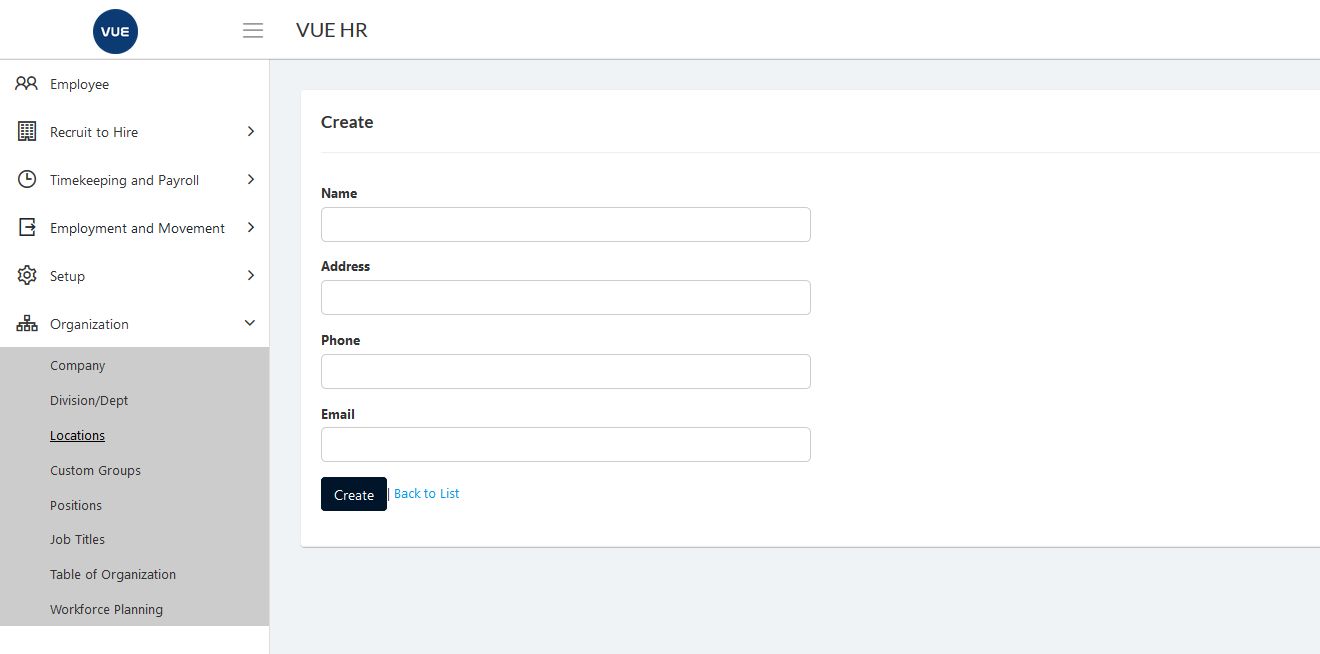 VUE
VUE HR
Employee
Recruit to Hire
Timekeeping and Payroll
Employment and Movement
Setup
Organization
Company
Division/Dept
Locations
Custom Groups
Positions
Job Titles
Table of Organization
Workforce Planning
Create
Name
Address
Phone
Email
Create | Back to List